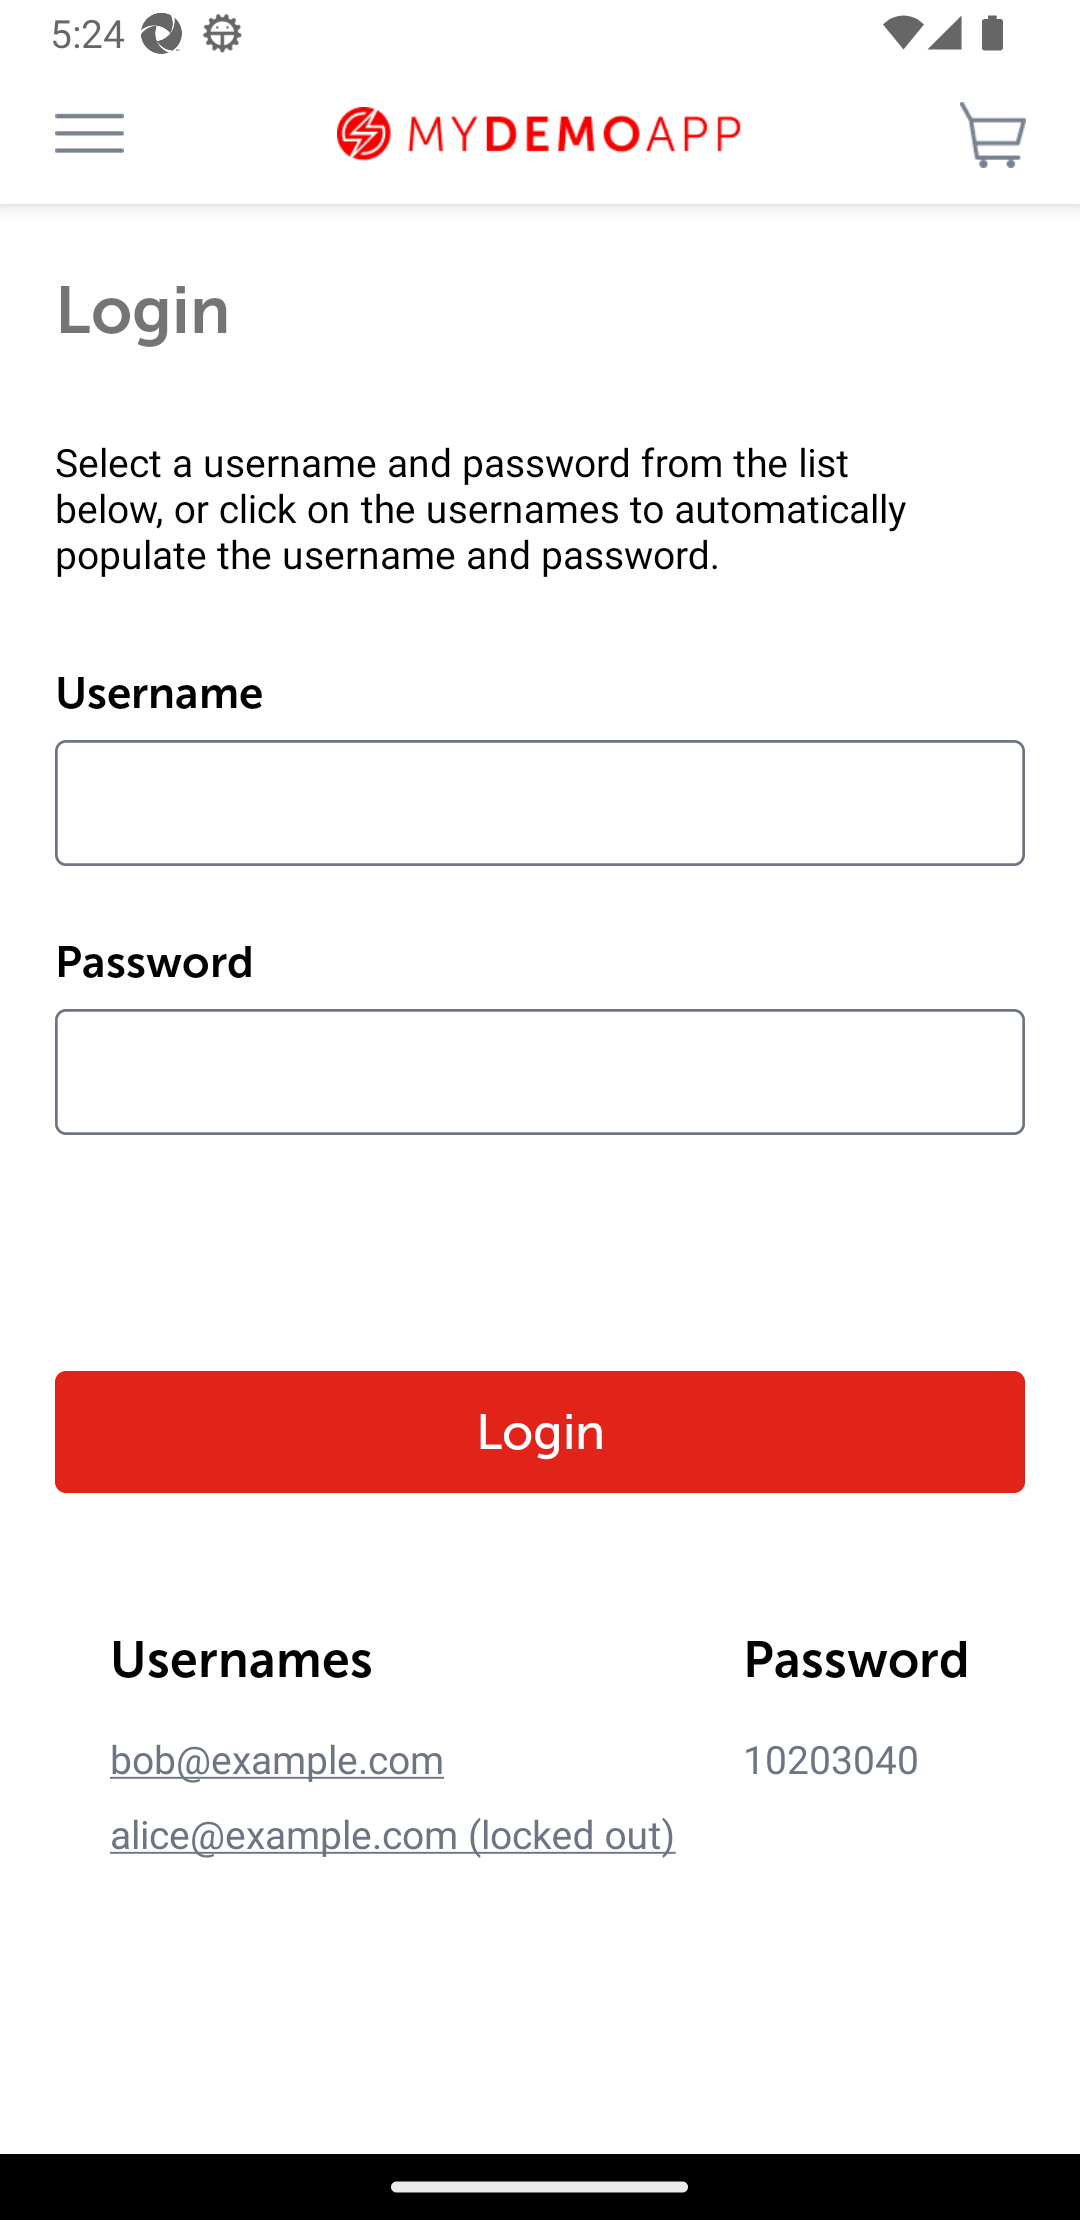 5:24
MYDEMOAPP
Login
Select a username and password from the list
below, or click on the usernames to automatically
populate the username and password.
Username
Password
Login
Usernames Password
bob@example.com 10203040
alice@example.com (locked out)